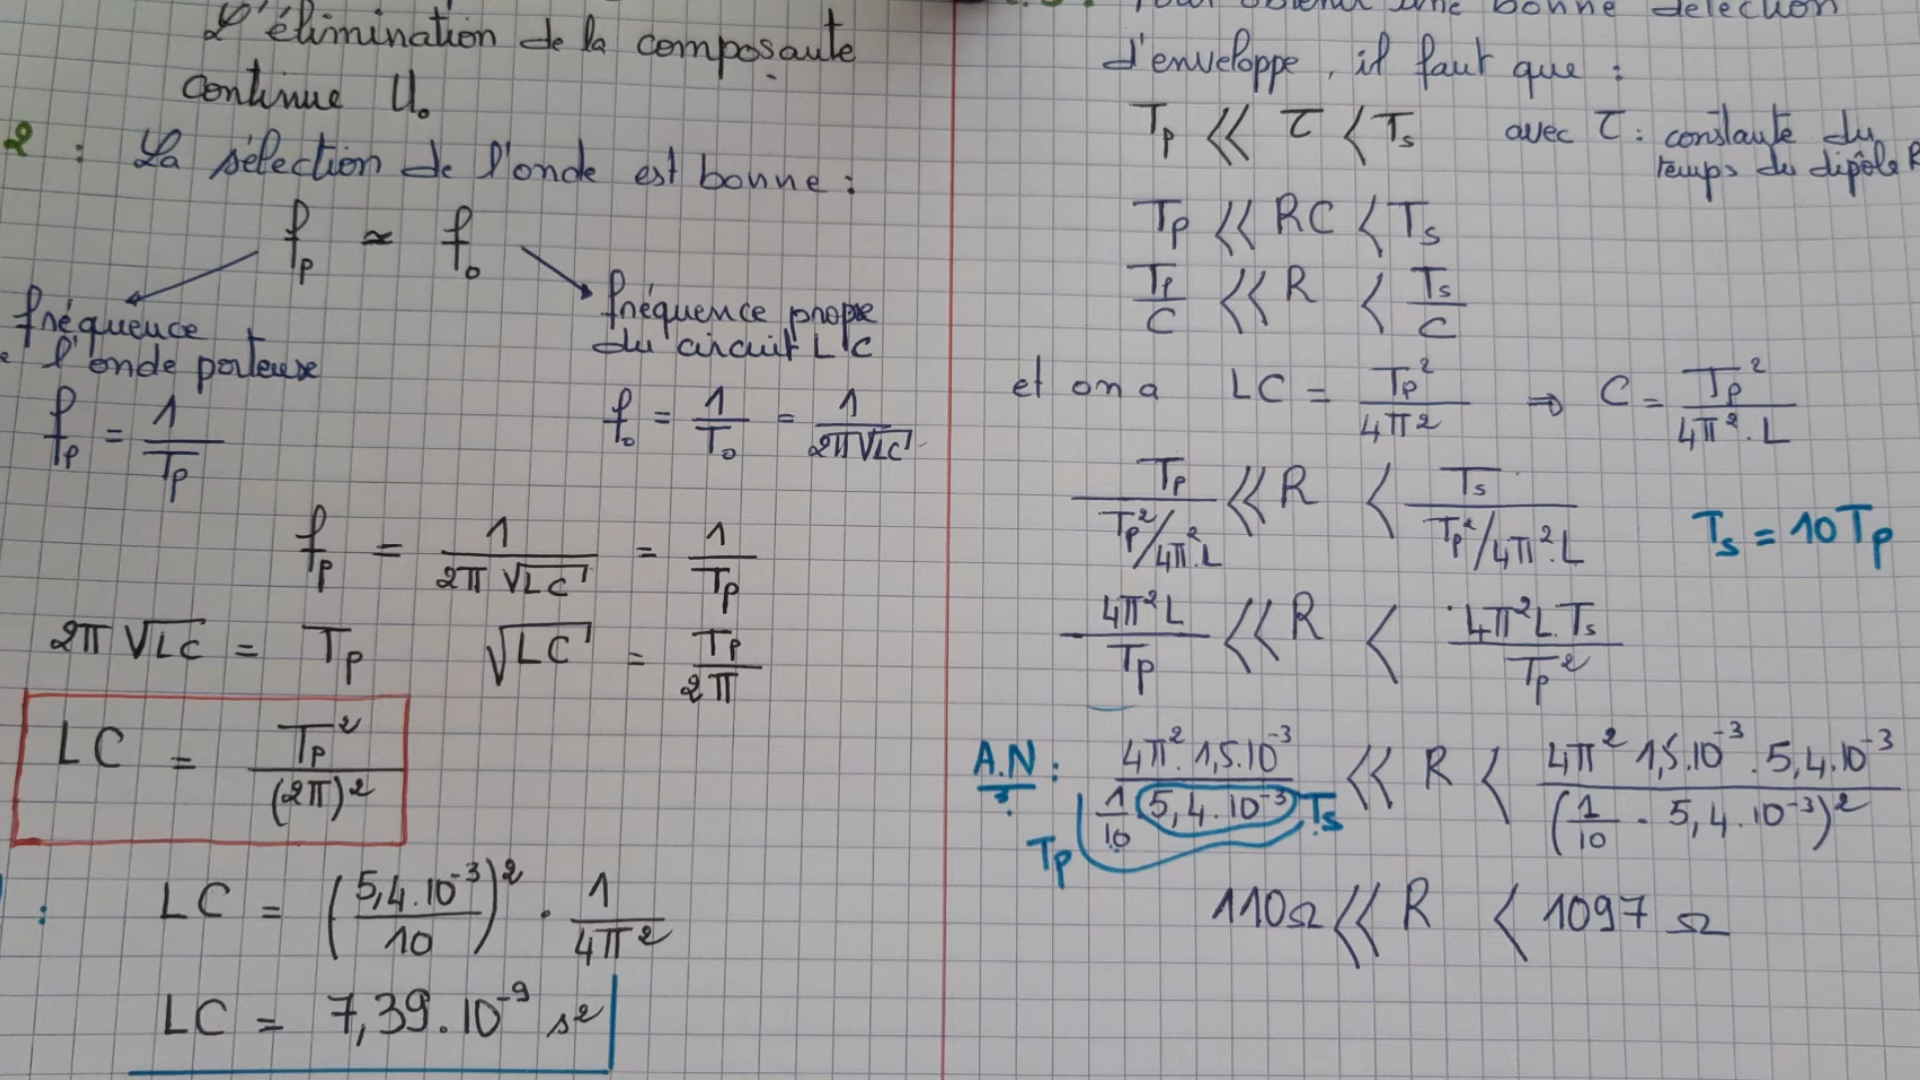 L'élimination de la composante
continue U₀
2 : La sélection de l'onde est bonne :
fp ≃ f₀
fréquence
l'onde porteuse
fréquence propre
du circuit LC
fp = 1/Tp
f₀ = 1/T₀ = 1/(2π√LC)
fp = 1/(2π√LC) = 1/Tp
2π√LC = Tp √LC = Tp/2π
LC = Tp²/(2π)²
: LC = (5,4.10⁻³/10)² . 1/4π²
LC = 7,39.10⁻⁹ s²
une bonne détection
d'enveloppe, il faut que :
Tp << τ < Ts avec τ : constante du
temps du dipôle R
Tp << RC < Ts
Tp/C << R < Ts/C
et on a LC = Tp²/4π² ⇒ C = Tp²/(4π².L)
Tp/(Tp²/4π².L) << R < Ts/(Tp²/4π².L) Ts = 10Tp
4π²L/Tp << R < 4π²L.Ts/Tp²
A.N : 4π².1,5.10⁻³/(1/10 5,4.10⁻³) << R < 4π² 1,5.10⁻³.5,4.10⁻³/(1/10 . 5,4.10⁻³)²
Tp Ts
110Ω << R < 1097 Ω